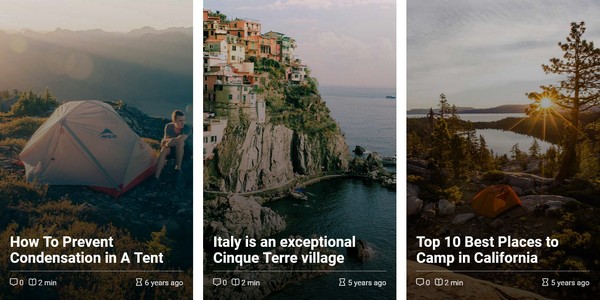 How To Prevent
Condensation in A Tent
0 2 min 6 years ago
Italy is an exceptional
Cinque Terre village
0 2 min 5 years ago
Top 10 Best Places to
Camp in California
0 2 min 5 years ago